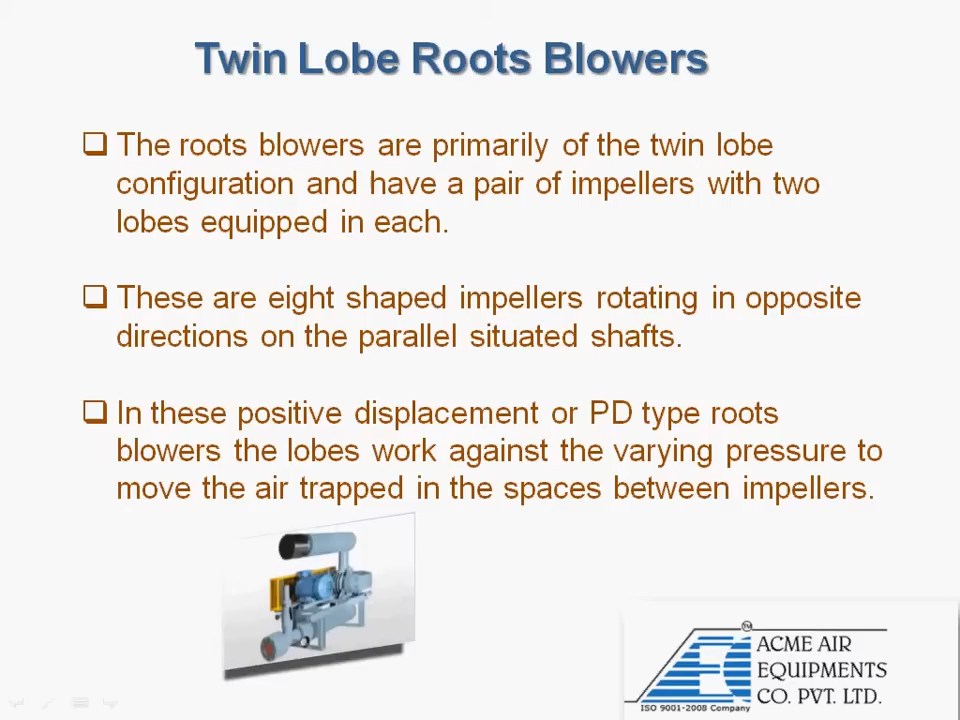 Twin Lobe Roots Blowers
The roots blowers are primarily of the twin lobe
configuration and have a pair of impellers with two
lobes equipped in each.
These are eight shaped impellers rotating in opposite
directions on the parallel situated shafts.
In these positive displacement or PD type roots
blowers the lobes work against the varying pressure to
move the air trapped in the spaces between impellers.
TM
ACME AIR
EQUIPMENTS
CO. PVT. LTD.
ISO 9001-2008 Company